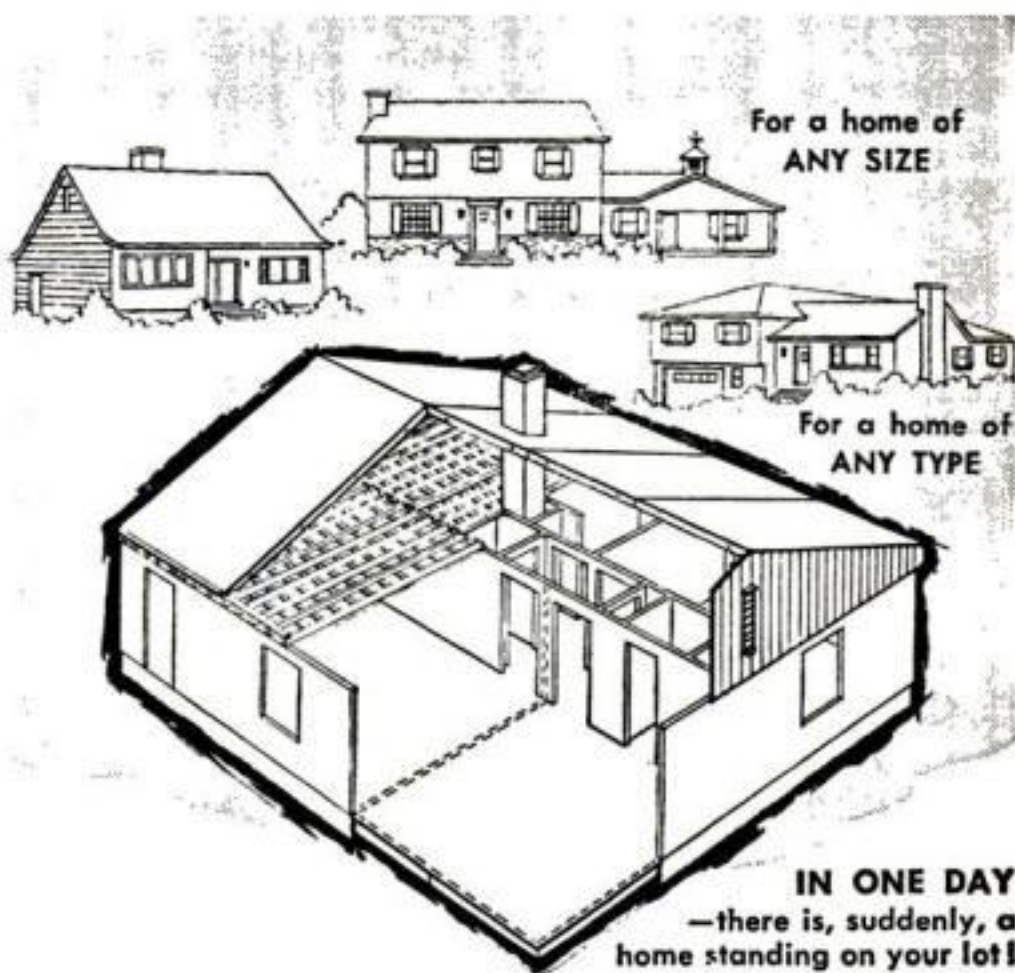 For a home of
ANY SIZE
For a home of
ANY TYPE
IN ONE DAY
—there is, suddenly, a
home standing on your lot!